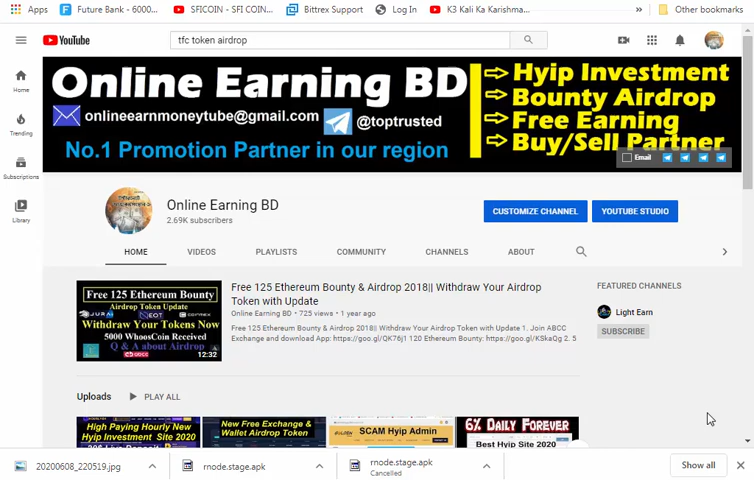 Apps
Future Bank - 6000...
SFICOIN - SFI COIN...
Bittrex Support
Log In
K3 Kali Ka Karishma...
»
Other bookmarks
YouTube
tfc token airdrop
Online Earning BD
onlineearnmoneytube@gmail.com
@toptrusted
No.1 Promotion Partner in our region
⇨ Hyip Investment
⇨ Bounty Airdrop
⇨ Free Earning
⇨ Buy/Sell Partner
Email
Home
Trending
Subscriptions
Library
Online Earning BD
2.69K subscribers
CUSTOMIZE CHANNEL
YOUTUBE STUDIO
HOME
VIDEOS
PLAYLISTS
COMMUNITY
CHANNELS
ABOUT
Free 125 Ethereum Bounty
Airdrop Token Update
Withdraw Your Tokens Now
5000 WhoosCoin Received
Q & A about Airdrop
12:32
Free 125 Ethereum Bounty & Airdrop 2018|| Withdraw Your Airdrop
Token with Update
Online Earning BD • 725 views • 1 year ago
Free 125 Ethereum Bounty & Airdrop 2018|| Withdraw Your Airdrop Token with Update 1. Join ABCC
Exchange and download App: https://goo.gl/QK76j1 120 Ethereum Bounty: https://goo.gl/KSkaQg 2. 5
FEATURED CHANNELS
Light Earn
SUBSCRIBE
Uploads
PLAY ALL
High Paying Hourly New
Hyip Investment Site 2020
New Free Exchange &
Wallet Airdrop Token
SCAM Hyip Admin
6% DAILY FOREVER
Best Hyip Site 2020
20200608_220519.jpg
rnode.stage.apk
rnode.stage.apk
Cancelled
Show all